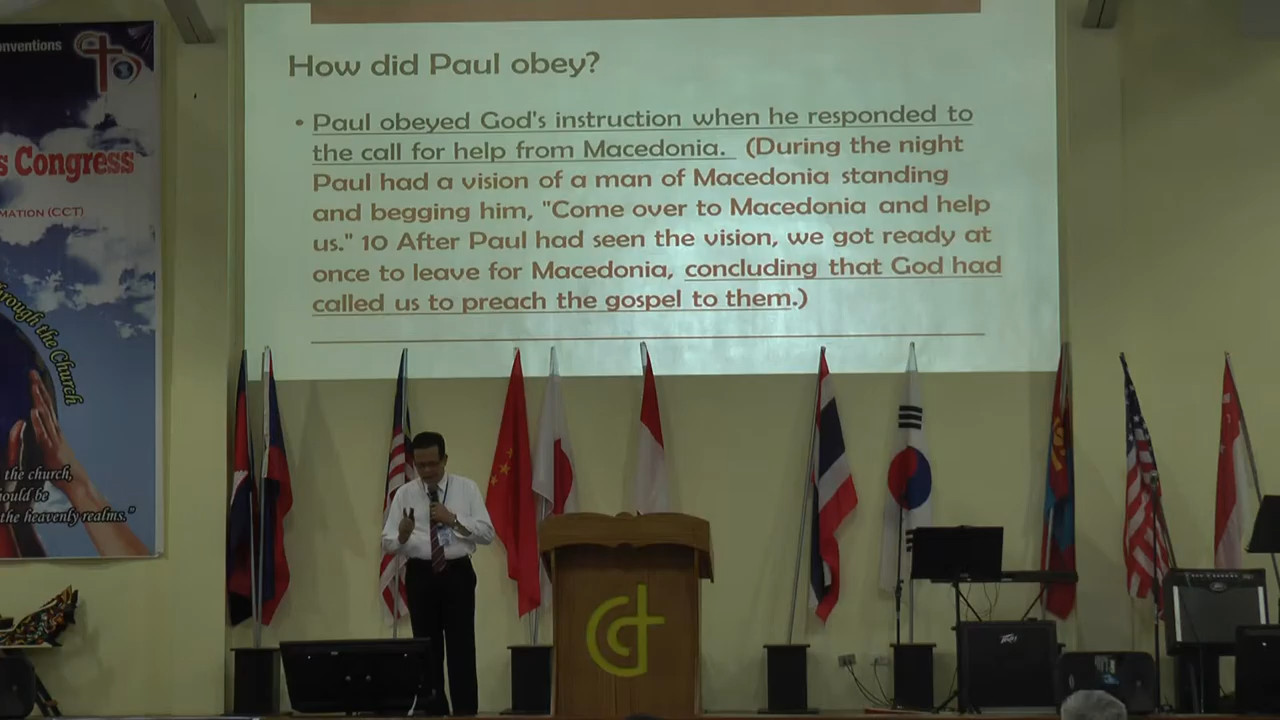 How did Paul obey?
• Paul obeyed God's instruction when he responded to
the call for help from Macedonia. (During the night
Paul had a vision of a man of Macedonia standing
and begging him, "Come over to Macedonia and help
us." 10 After Paul had seen the vision, we got ready at
once to leave for Macedonia, concluding that God had
called us to preach the gospel to them.)
Congress
(CCT)
the Church
the church,
be
the heavenly realms."
PEAVEY